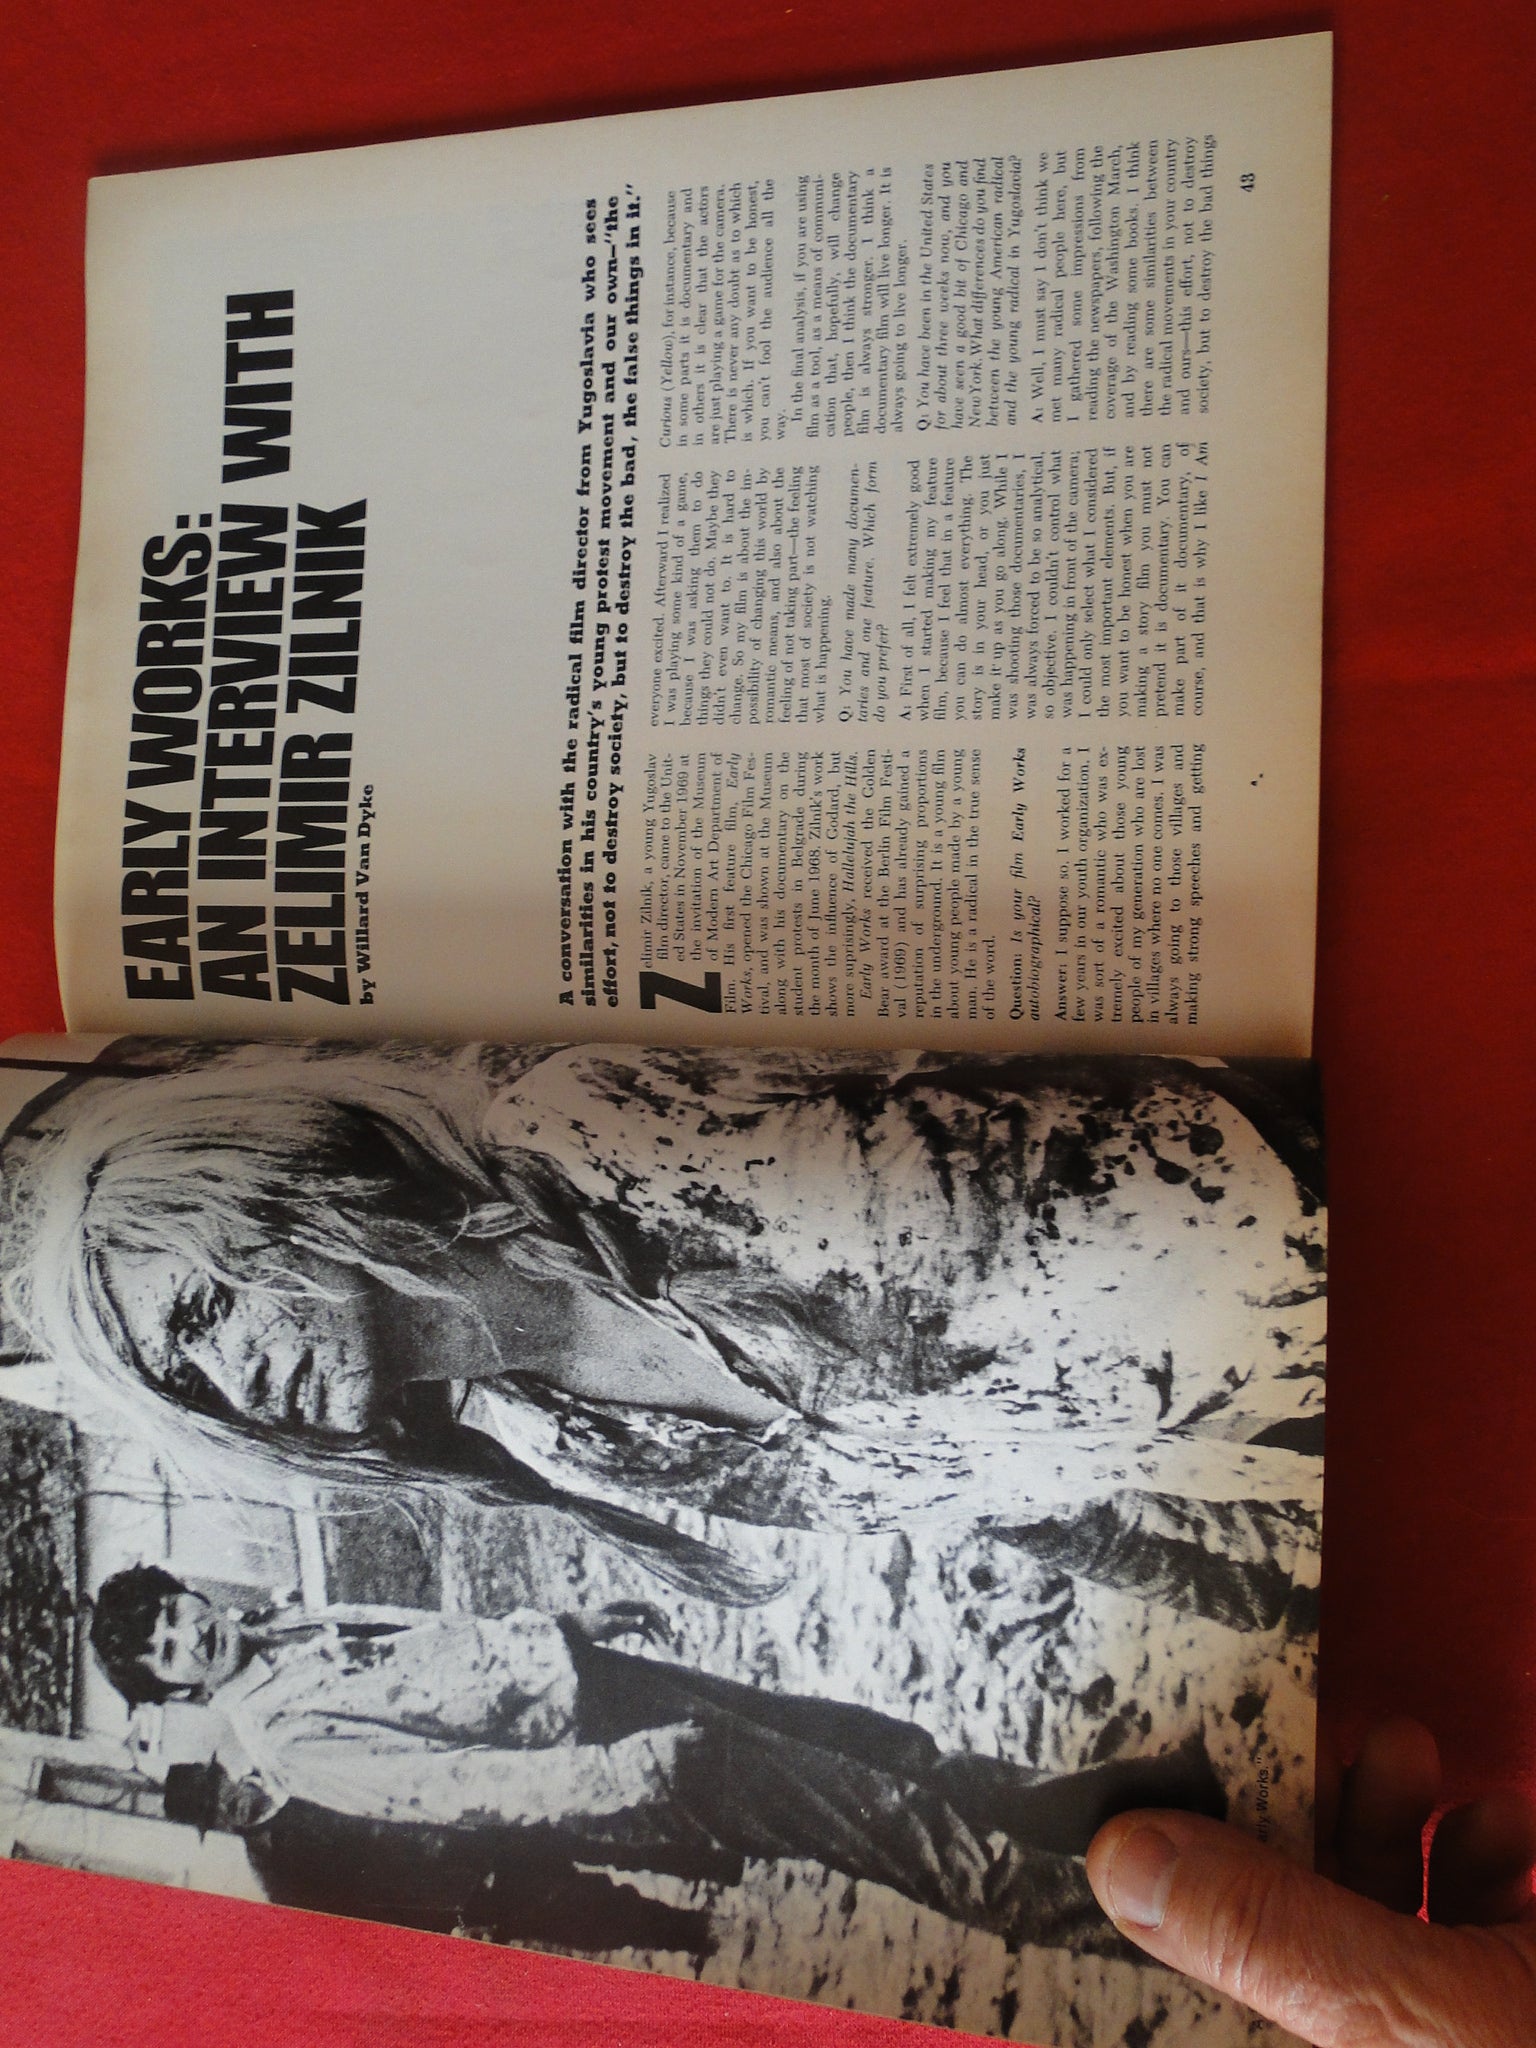 EARLY WORKS:
AN INTERVIEW WITH
ZELIMIR ZILNIK
by Willard Van Dyke
A conversation with the radical film director from Yugoslavia who sees
similarities in his country's young protest movement and our own—"the
effort, not to destroy society, but to destroy the bad, the false things in it."
Zelimir Zilnik, a young Yugoslav
film director, came to the Unit-
ed States in November 1969 at
the invitation of the Museum
of Modern Art Department of
Film. His first feature film, Early
Works, opened the Chicago Film Fes-
tival, and was shown at the Museum
along with his documentary on the
student protests in Belgrade during
the month of June 1968. Zilnik's work
shows the influence of Godard, but
more surprisingly, Hallelujah the Hills.
Early Works received the Golden
Bear award at the Berlin Film Festi-
val (1969) and has already gained a
reputation of surprising proportions
in the underground. It is a young film
about young people made by a young
man. He is a radical in the true sense
of the word.
Question: Is your film Early Works
autobiographical?
Answer: I suppose so. I worked for a
few years in our youth organization. I
was sort of a romantic who was ex-
tremely excited about those young
people of my generation who are lost
in villages where no one comes. I was
always going to those villages and
making strong speeches and getting
everyone excited. Afterward I realized
I was playing some kind of a game,
because I was asking them to do
things they could not do. Maybe they
didn't even want to. It is hard to
change. So my film is about the im-
possibility of changing this world by
romantic means, and also about the
feeling of not taking part—the feeling
that most of society is not watching
what is happening.
Q: You have made many documen-
taries and one feature. Which form
do you prefer?
A: First of all, I felt extremely good
when I started making my feature
film, because I feel that in a feature
you can do almost everything. The
story is in your head, or you just
make it up as you go along. While I
was shooting those documentaries, I
was always forced to be so analytical,
so objective. I couldn't control what
was happening in front of the camera;
I could only select what I considered
the most important elements. But, if
you want to be honest when you are
making a story film you must not
pretend it is documentary. You can
make part of it documentary, of
course, and that is why I like I Am
Curious (Yellow), for instance, because
in some parts it is documentary and
in others it is clear that the actors
are just playing a game for the camera.
There is never any doubt as to which
is which. If you want to be honest,
you can't fool the audience all the
way.
In the final analysis, if you are using
film as a tool, as a means of communi-
cation that, hopefully, will change
people, then I think the documentary
film is always stronger. I think a
documentary film will live longer. It is
always going to live longer.
Q: You have been in the United States
for about three weeks now, and you
have seen a good bit of Chicago and
New York. What differences do you find
between the young American radical
and the young radical in Yugoslavia?
A: Well, I must say I don't think we
met many radical people here, but
I gathered some impressions from
reading the newspapers, following the
coverage of the Washington March,
and by reading some books. I think
there are some similarities between
the radical movements in your country
and ours—this effort, not to destroy
society, but to destroy the bad things
43
Works."